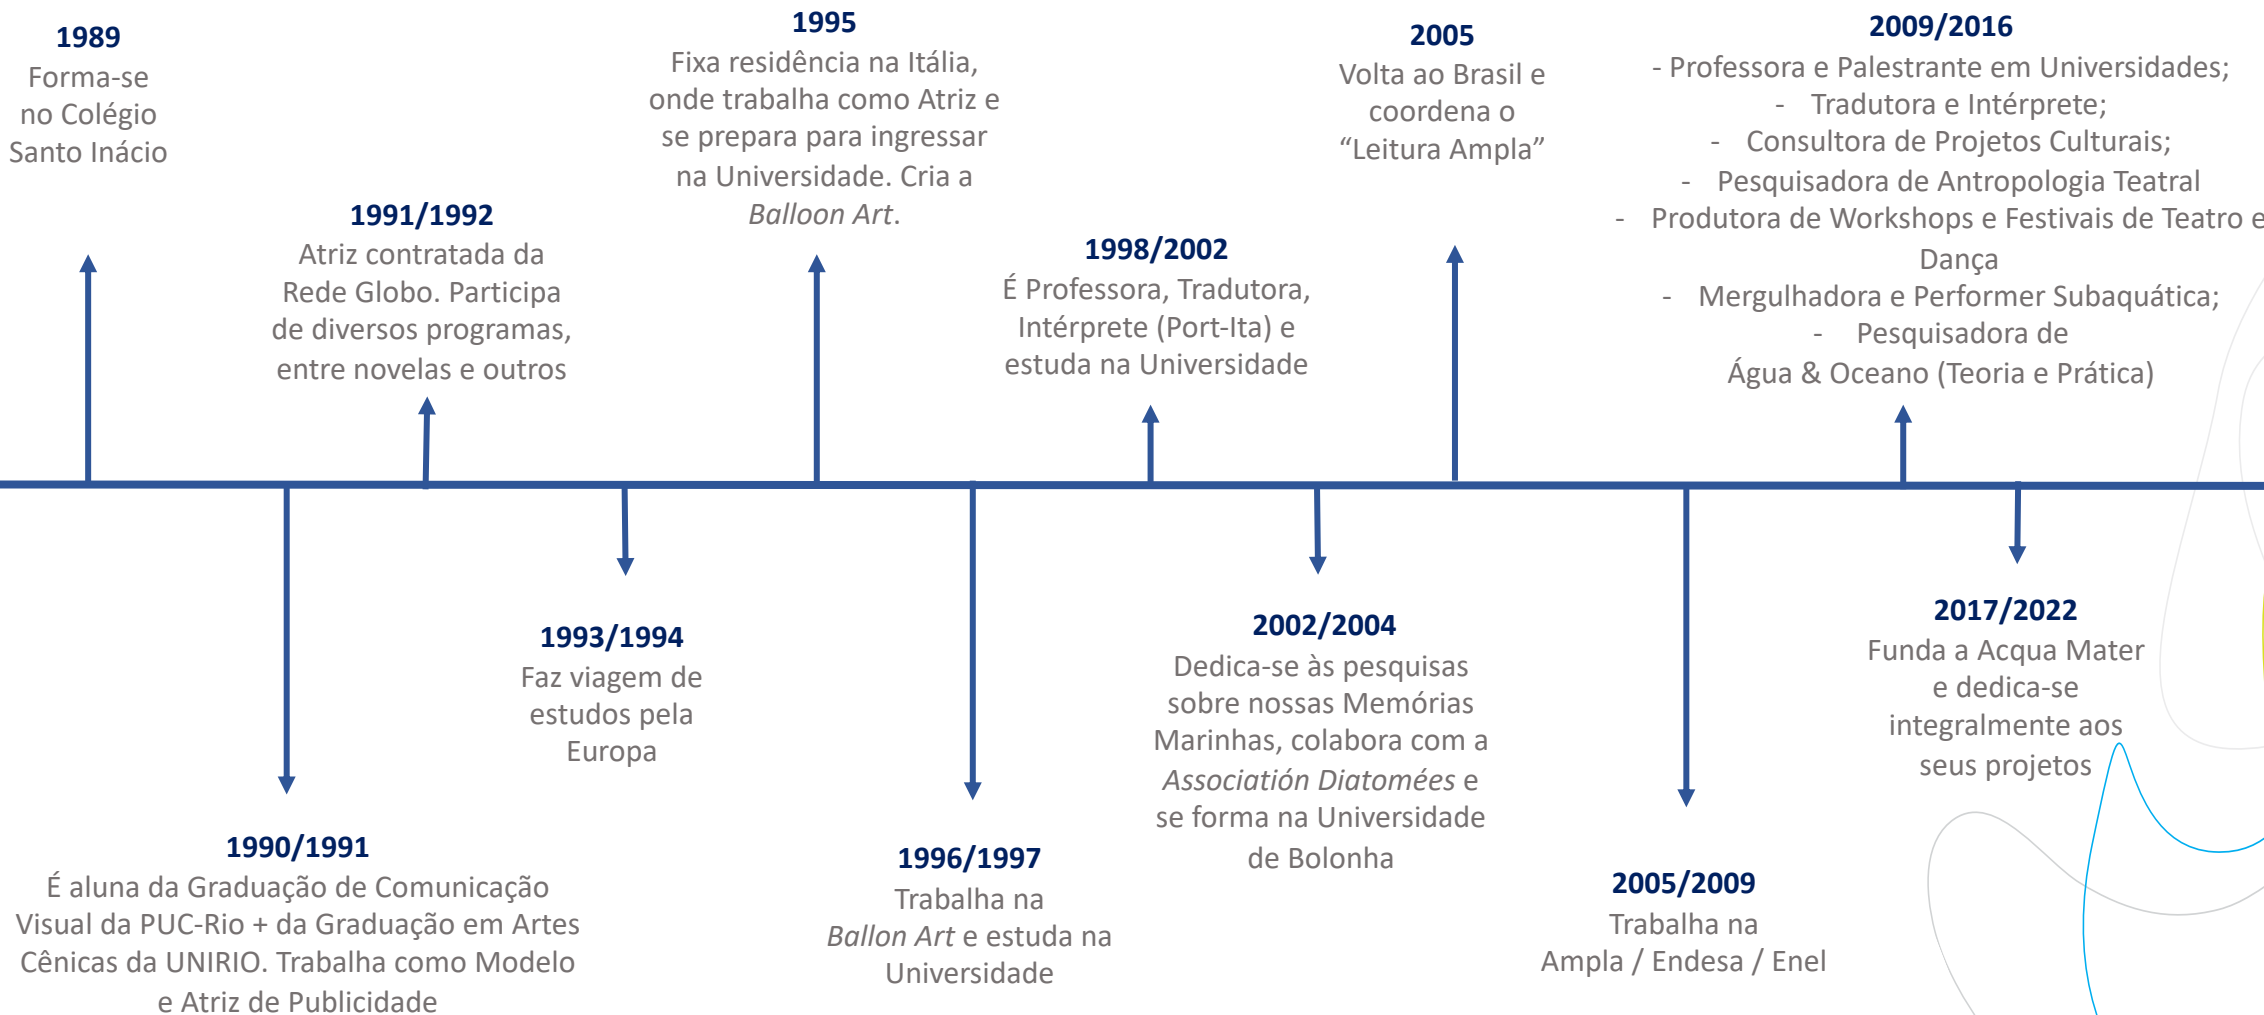 1989
Forma-se
no Colégio
Santo Inácio
1990/1991
É aluna da Graduação de Comunicação
Visual da PUC-Rio + da Graduação em Artes
Cênicas da UNIRIO. Trabalha como Modelo
e Atriz de Publicidade
1991/1992
Atriz contratada da
Rede Globo. Participa
de diversos programas,
entre novelas e outros
1993/1994
Faz viagem de
estudos pela
Europa
1995
Fixa residência na Itália,
onde trabalha como Atriz e
se prepara para ingressar
na Universidade. Cria a
Balloon Art.
1996/1997
Trabalha na
Ballon Art e estuda na
Universidade
1998/2002
É Professora, Tradutora,
Intérprete (Port-Ita) e
estuda na Universidade
2002/2004
Dedica-se às pesquisas
sobre nossas Memórias
Marinhas, colabora com a
Associatión Diatomées e
se forma na Universidade
de Bolonha
2005
Volta ao Brasil e
coordena o
“Leitura Ampla”
2005/2009
Trabalha na
Ampla / Endesa / Enel
2009/2016
- Professora e Palestrante em Universidades;
- Tradutora e Intérprete;
- Consultora de Projetos Culturais;
- Pesquisadora de Antropologia Teatral
- Produtora de Workshops e Festivais de Teatro e
Dança
- Mergulhadora e Performer Subaquática;
- Pesquisadora de
Água & Oceano (Teoria e Prática)
2017/2022
Funda a Acqua Mater
e dedica-se
integralmente aos
seus projetos